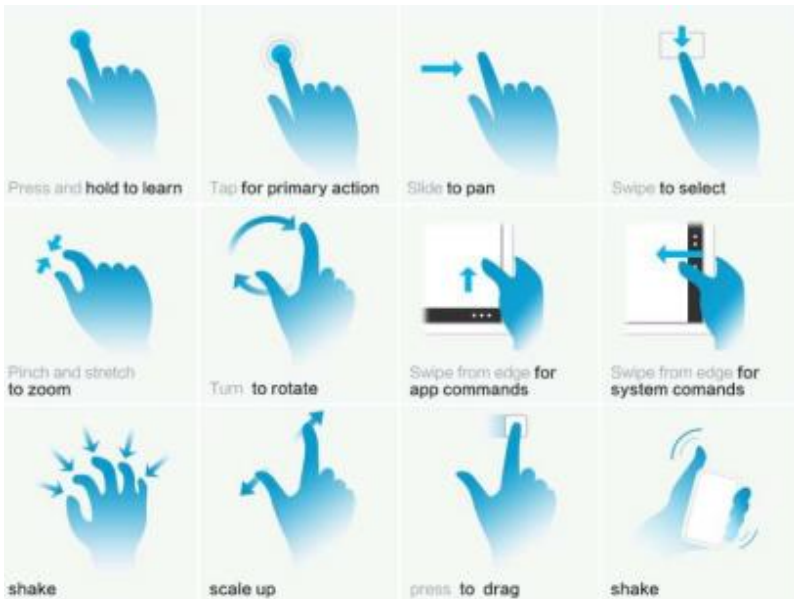 Press and hold to learn
Tap for primary action
Slide to pan
Swipe to select
Pinch and stretch
to zoom
Turn to rotate
Swipe from edge for
app commands
Swipe from edge for
system comands
shake
scale up
press to drag
shake